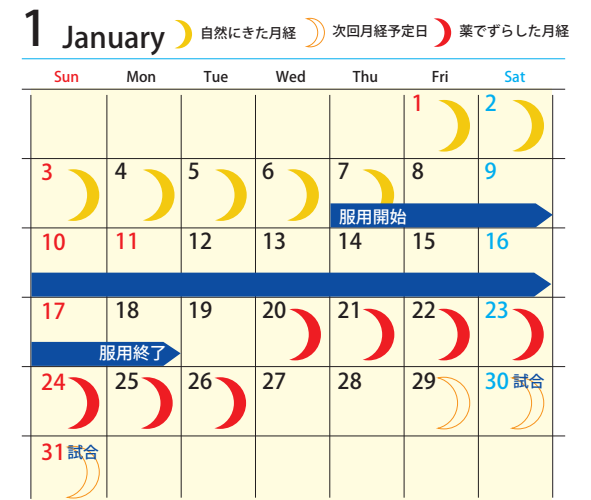 1 January 自然にきた月経 次回月経予定日 薬でずらした月経
Sun Mon Tue Wed Thu Fri Sat
1 2
3 4 5 6 7 8 9
服用開始
10 11 12 13 14 15 16
17 18 19 20 21 22 23
服用終了
24 25 26 27 28 29 30 試合
31 試合